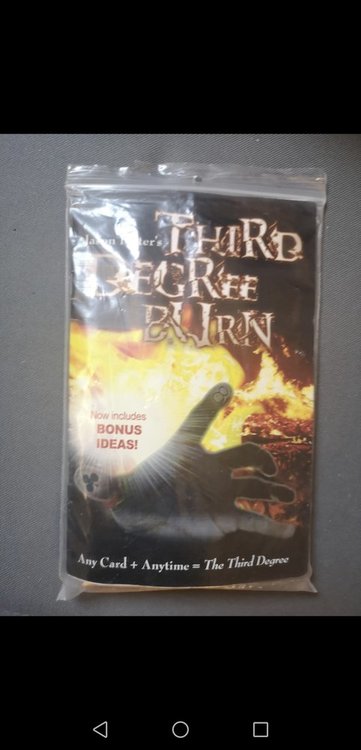 THIRD
DEGREE
BURN
Now includes
BONUS
IDEAS!
Any Card + Anytime = The Third Degree